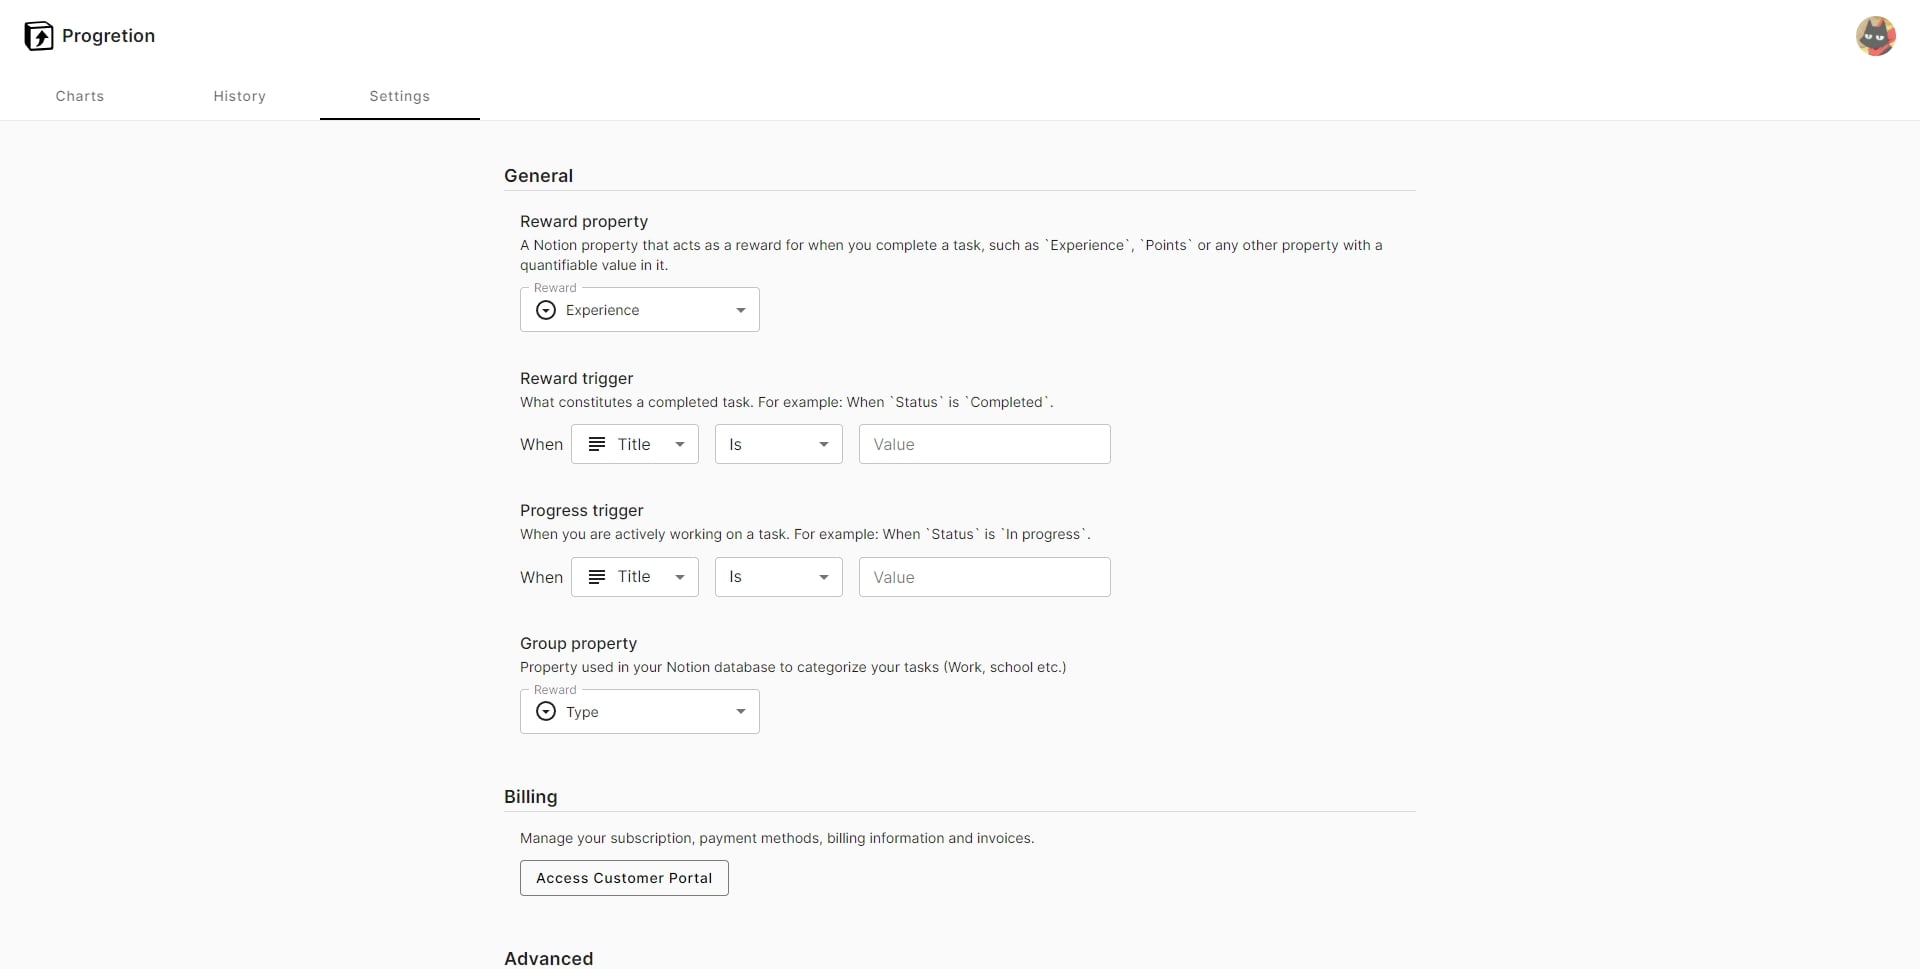 Progretion
Charts
History
Settings
General
Reward property
A Notion property that acts as a reward for when you complete a task, such as `Experience`, `Points` or any other property with a
quantifiable value in it.
Reward
Experience
Reward trigger
What constitutes a completed task. For example: When `Status` is `Completed`.
When Title Is Value
Progress trigger
When you are actively working on a task. For example: When `Status` is `In progress`.
When Title Is Value
Group property
Property used in your Notion database to categorize your tasks (Work, school etc.)
Reward
Type
Billing
Manage your subscription, payment methods, billing information and invoices.
Access Customer Portal
Advanced